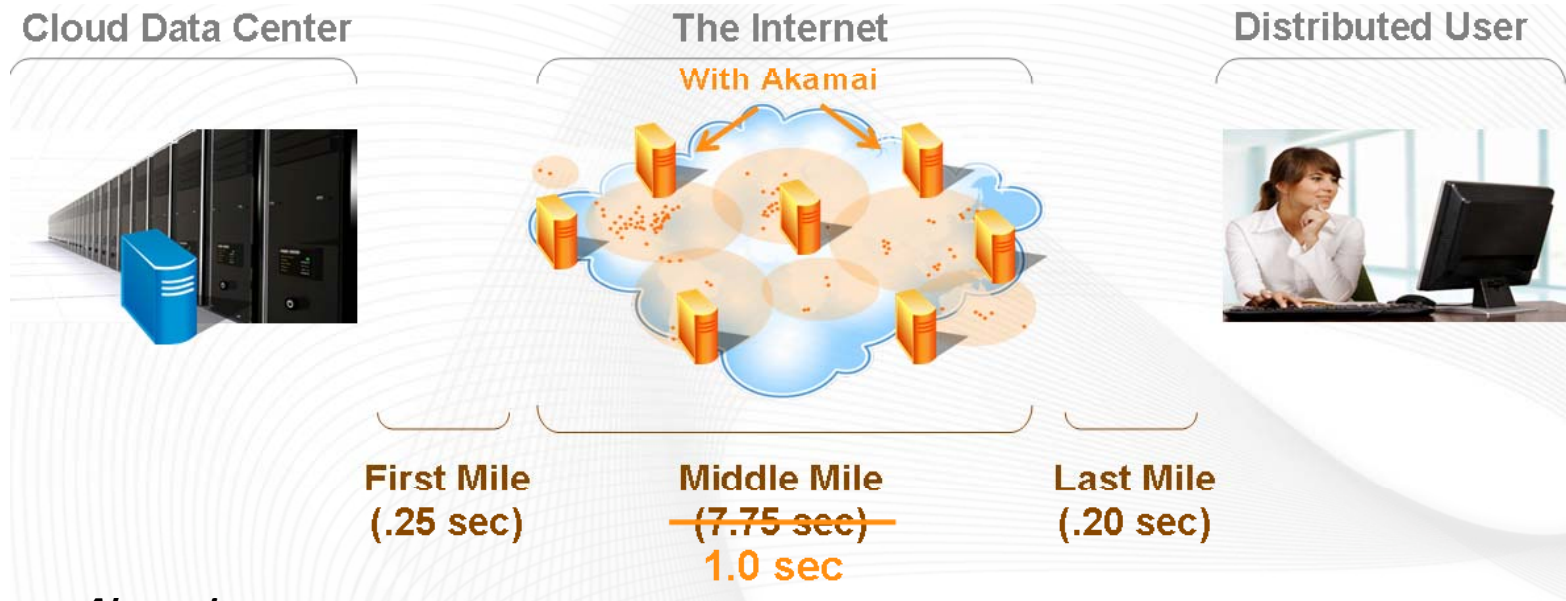 Cloud Data Center
The Internet
Distributed User
With Akamai
First Mile
(.25 sec)
Middle Mile
(7.75 sec)
1.0 sec
Last Mile
(.20 sec)